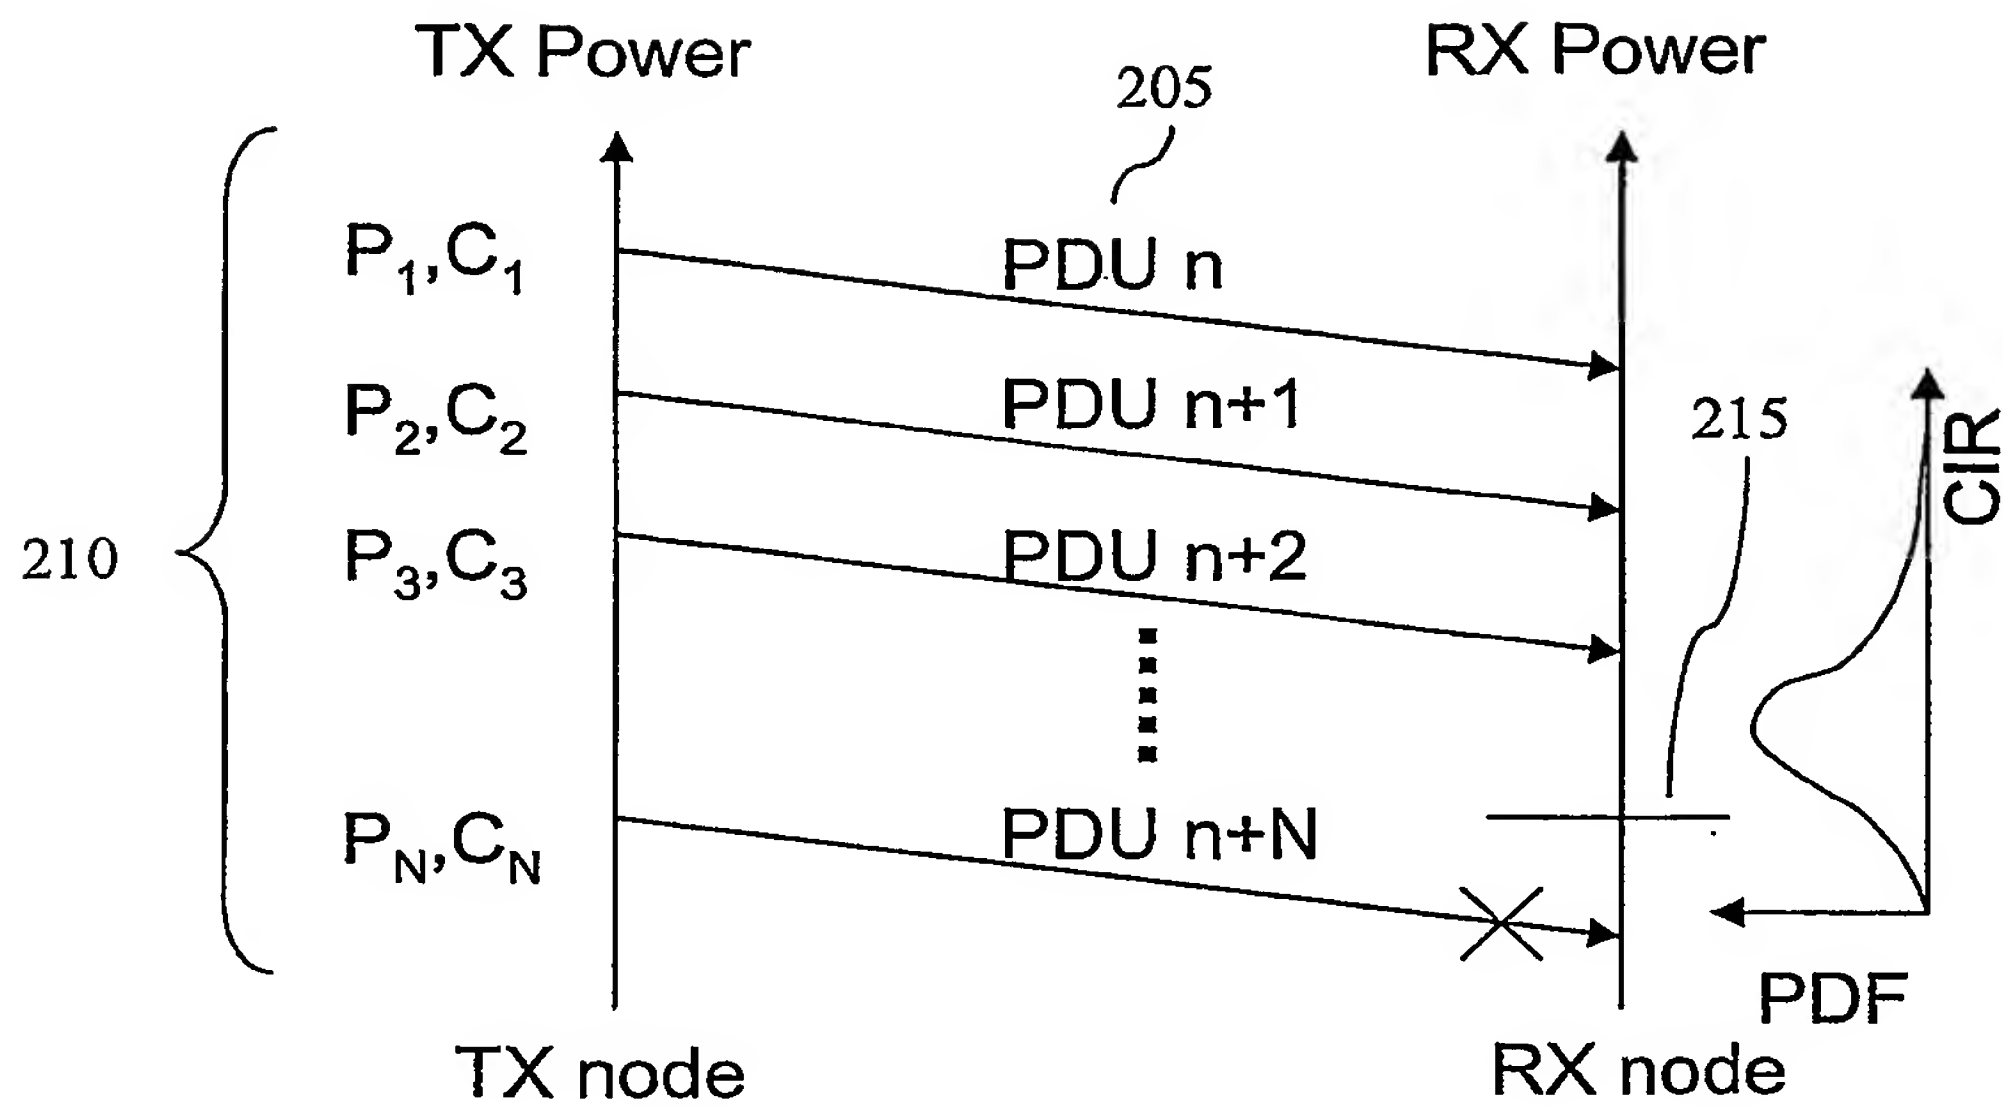 TX Power
RX Power
205
P1,C1
PDU n
P2,C2
PDU n+1
215
CIR
210
P3,C3
PDU n+2
PN,CN
PDU n+N
PDF
TX node
RX node